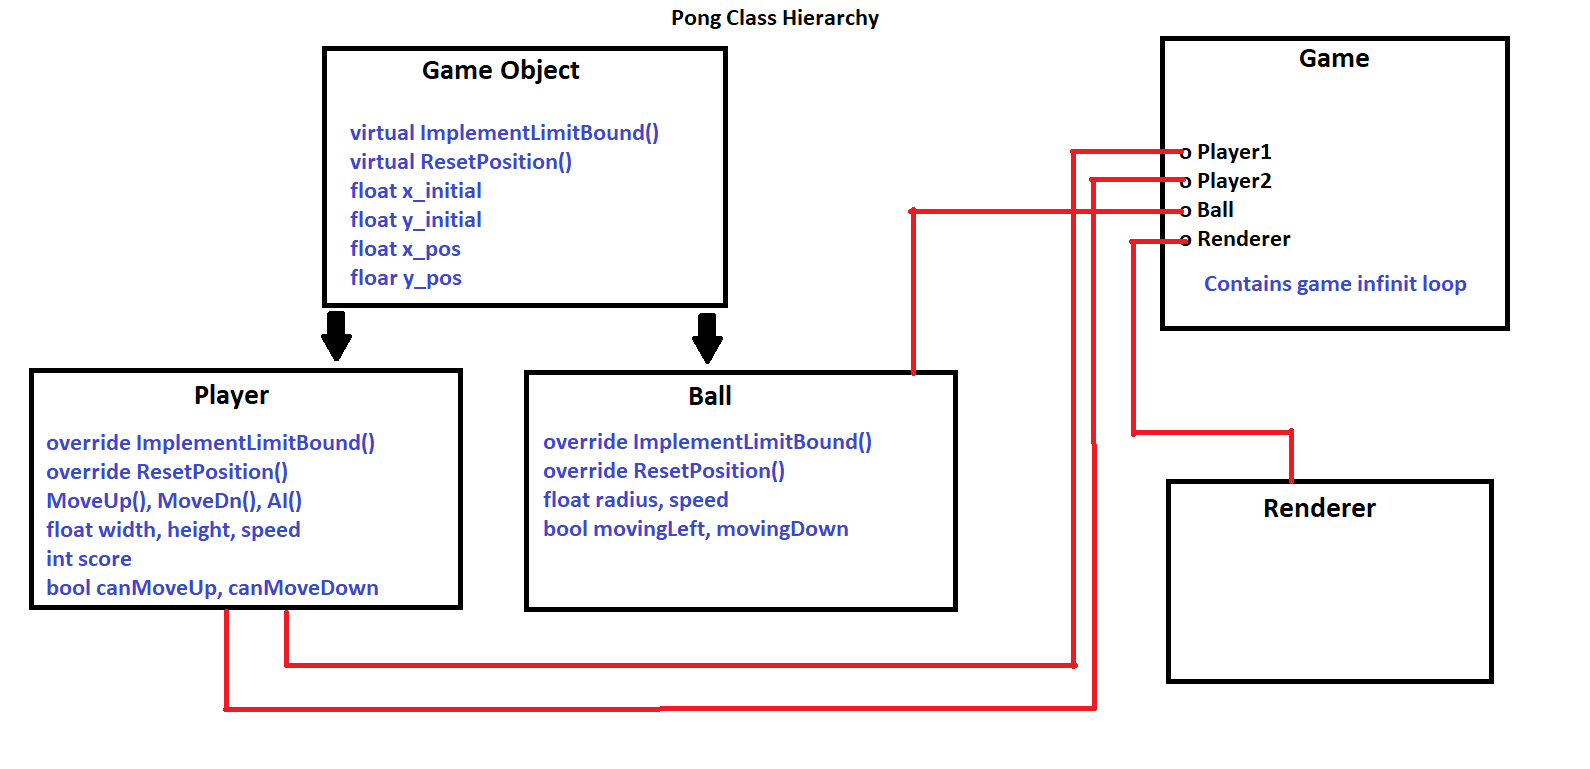 Pong Class Hierarchy
Game Object
virtual ImplementLimitBound()
virtual ResetPosition()
float x_initial
float y_initial
float x_pos
floar y_pos
Game
o Player1
o Player2
o Ball
o Renderer
Contains game infinit loop
Player
override ImplementLimitBound()
override ResetPosition()
MoveUp(), MoveDn(), AI()
float width, height, speed
int score
bool canMoveUp, canMoveDown
Ball
override ImplementLimitBound()
override ResetPosition()
float radius, speed
bool movingLeft, movingDown
Renderer